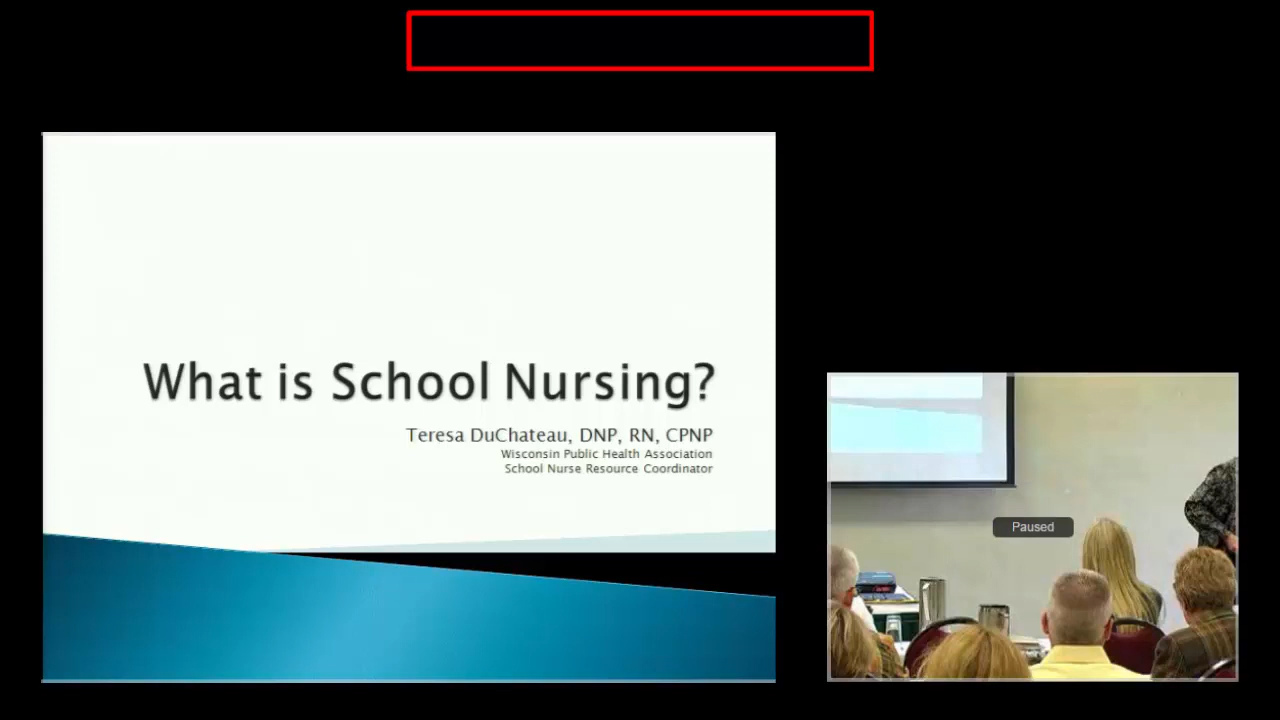 What is School Nursing?
Teresa DuChateau, DNP, RN, CPNP
Wisconsin Public Health Association
School Nurse Resource Coordinator
Paused